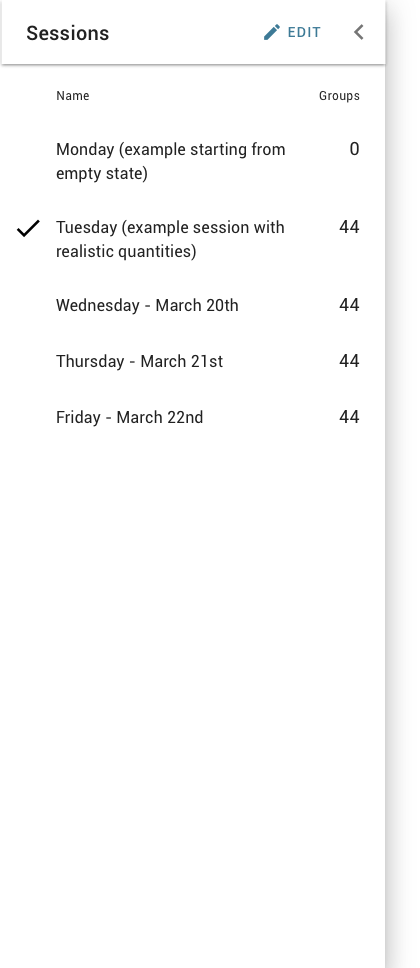 Sessions EDIT
Name Groups
Monday (example starting from 0
empty state)
Tuesday (example session with 44
realistic quantities)
Wednesday - March 20th 44
Thursday - March 21st 44
Friday - March 22nd 44